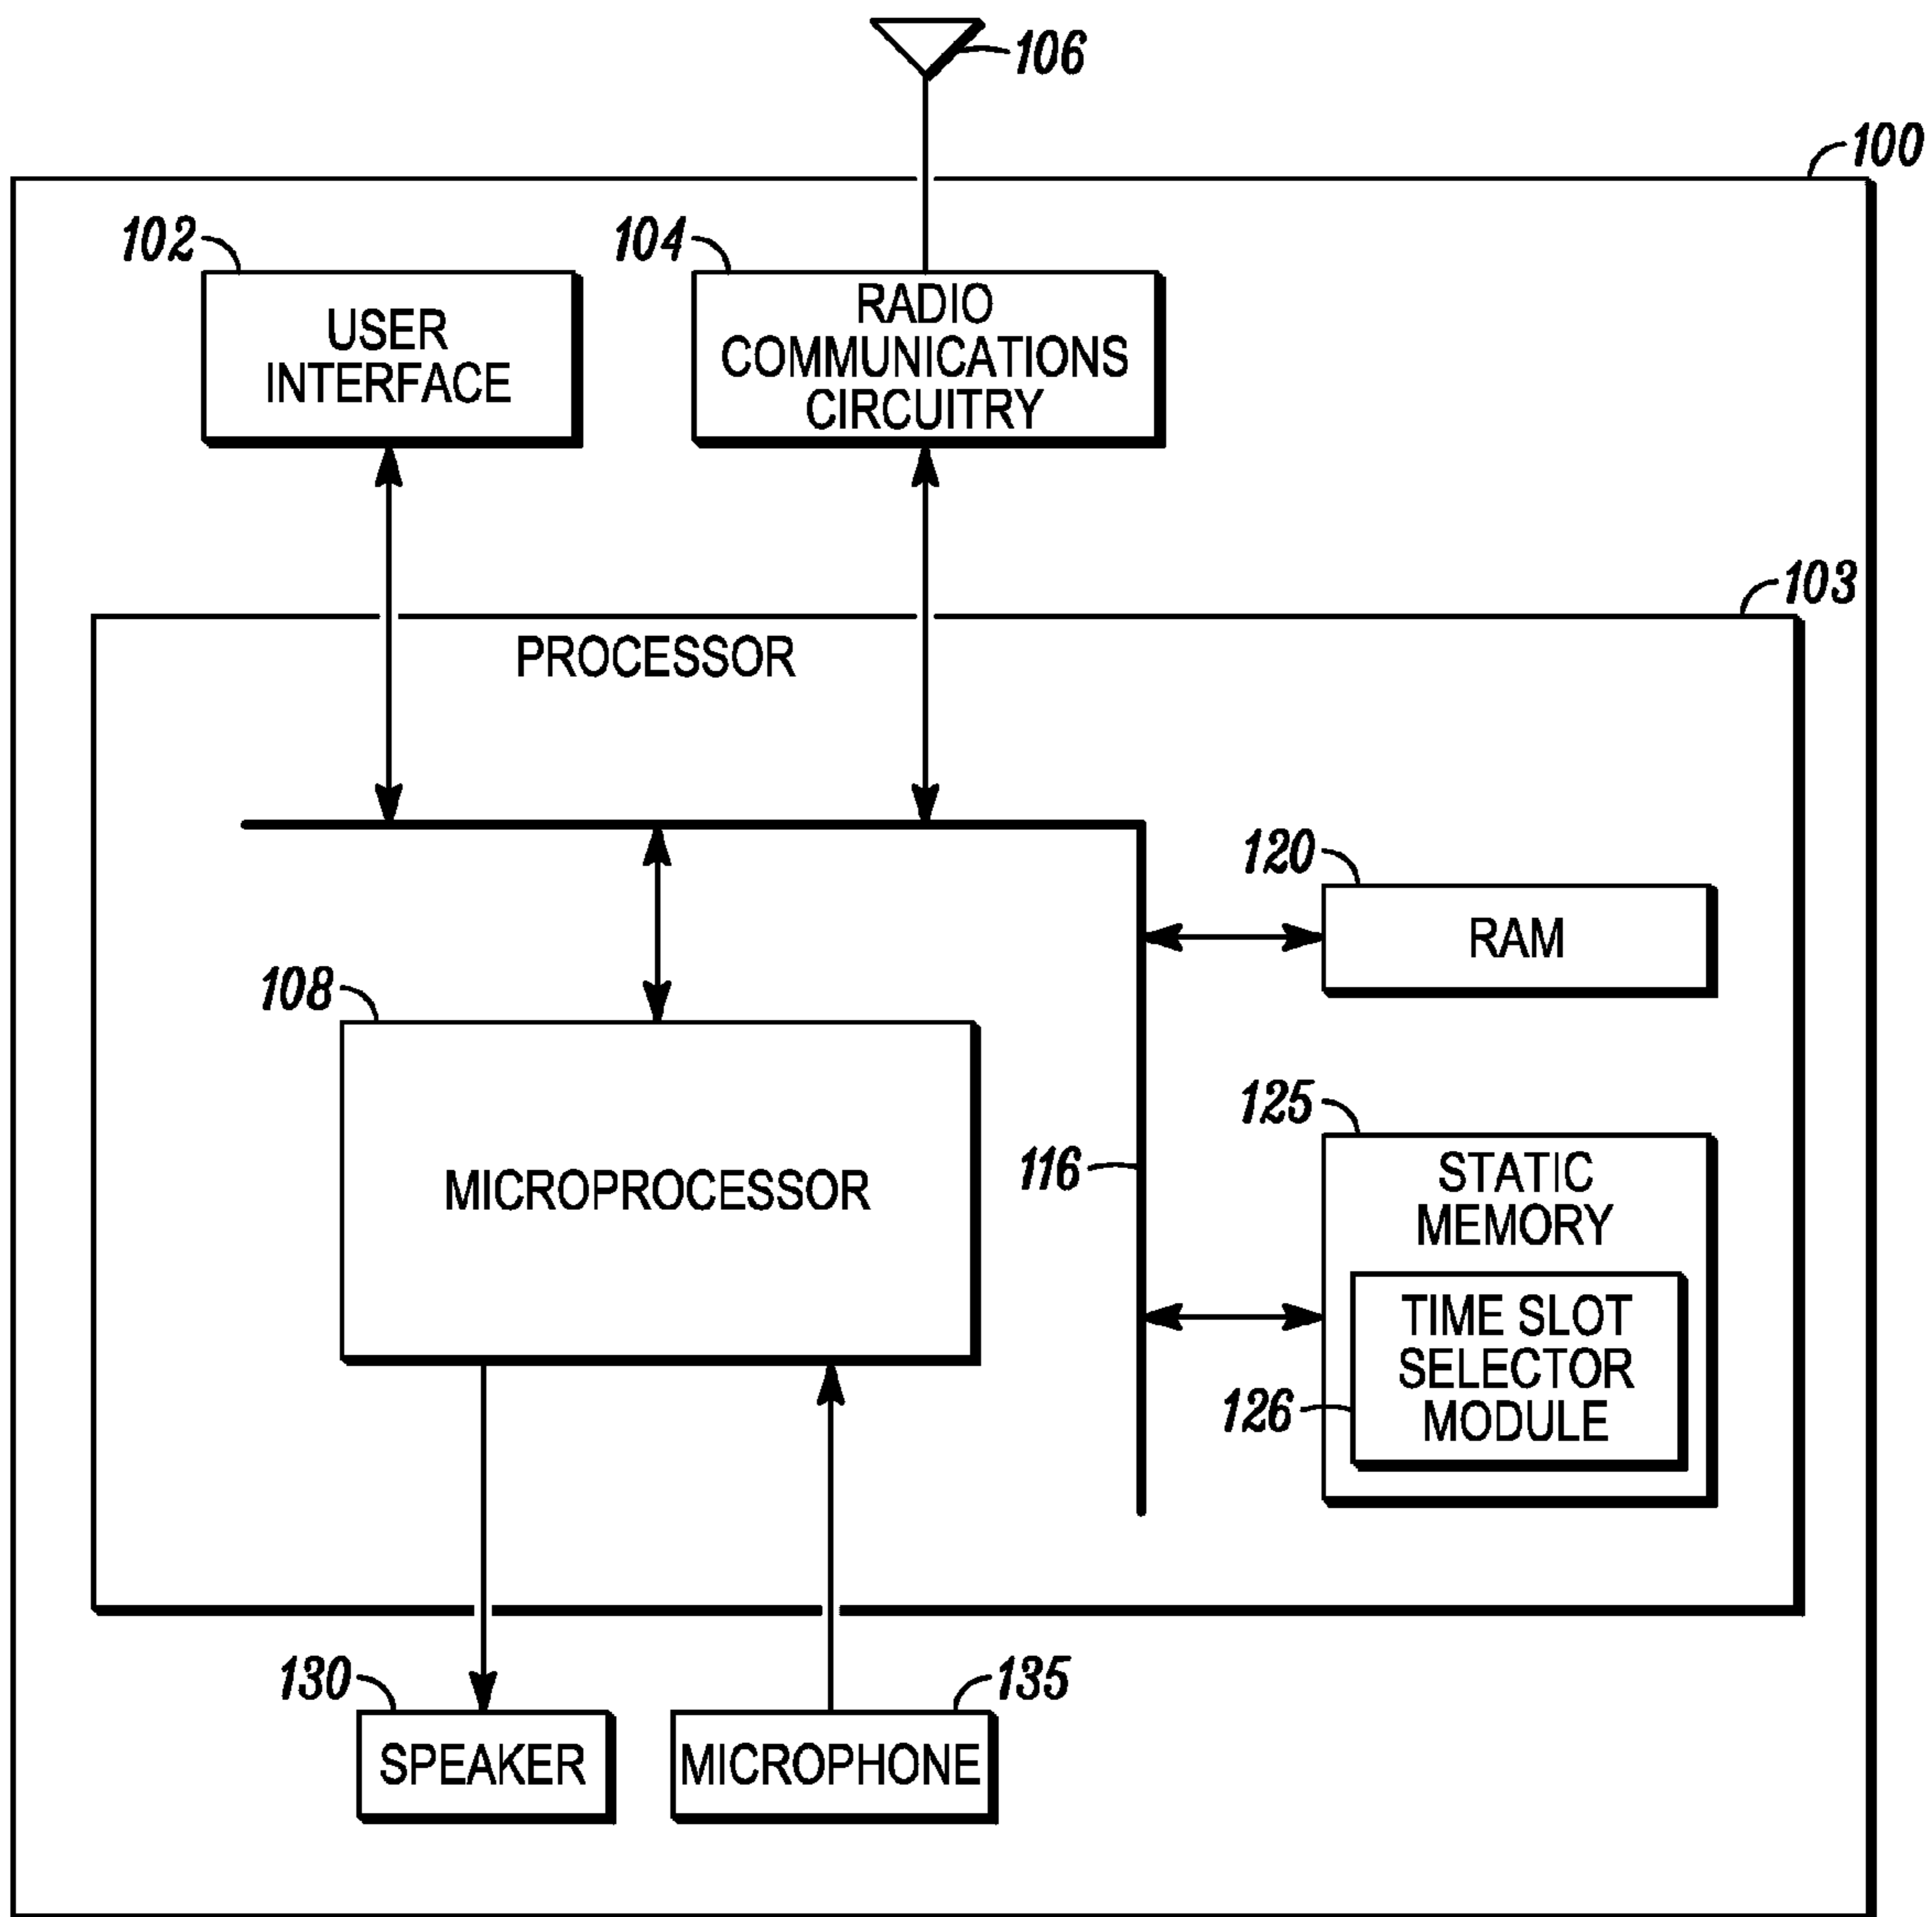 106
100
102
104
USER
INTERFACE
RADIO
COMMUNICATIONS
CIRCUITRY
103
PROCESSOR
120
RAM
108
MICROPROCESSOR
116
125
STATIC
MEMORY
TIME SLOT
SELECTOR
MODULE
126
130
SPEAKER
135
MICROPHONE